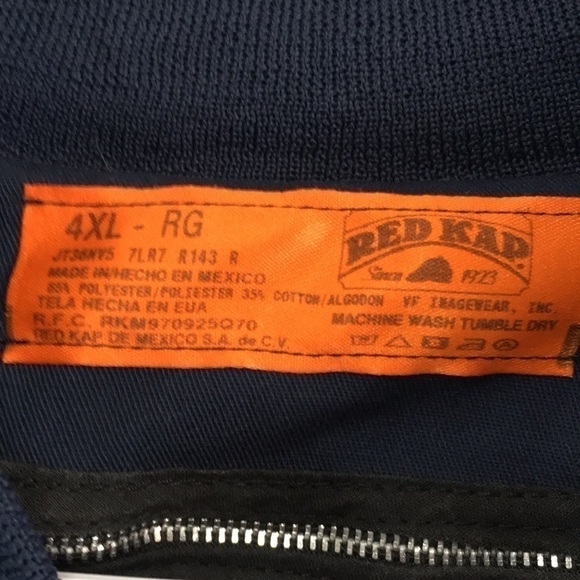 4XL - RG
RED KAP
Since 1923
JT36NV5 7LR7 R143 R
MADE IN/HECHO EN MEXICO
65% POLYESTER/POLIESTER 35% COTTON/ALGODON VF IMAGEWEAR, INC.
TELA HECHA EN EUA MACHINE WASH TUMBLE DRY
R.F.C. RKM970925Q70
RED KAP DE MEXICO S.A. de C.V.